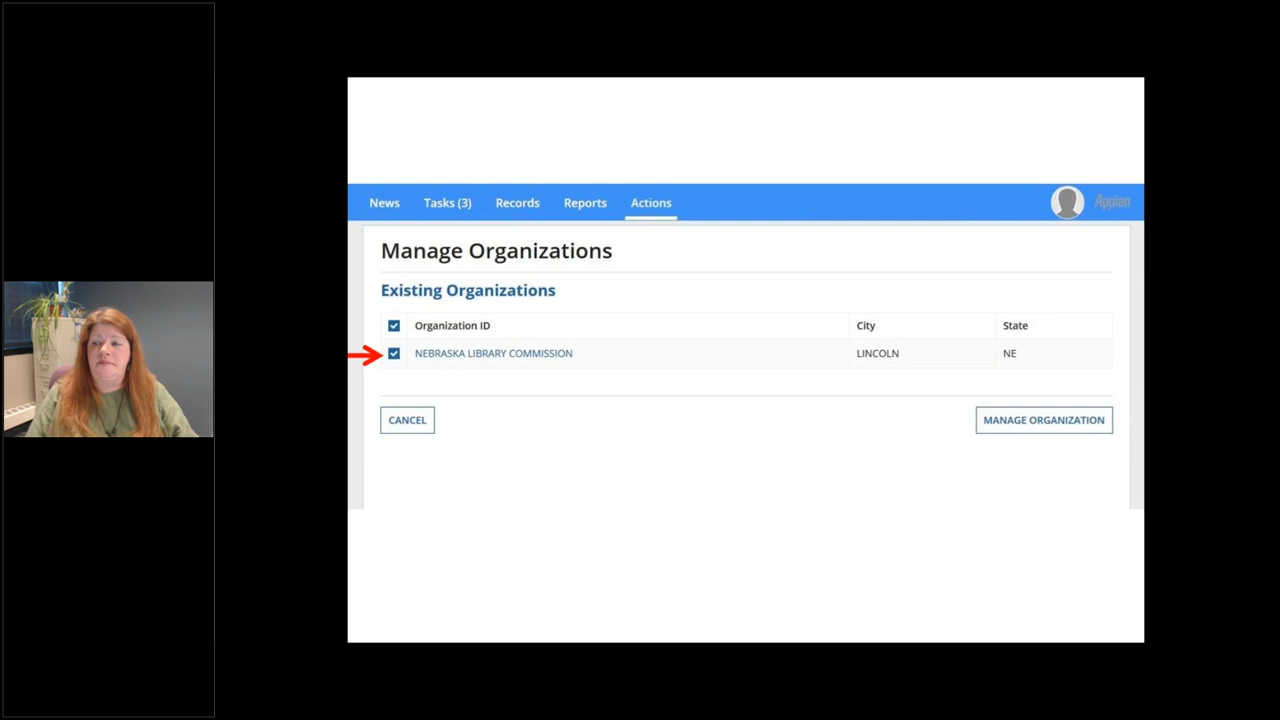 News Tasks (3) Records Reports Actions Appian
Manage Organizations
Existing Organizations
Organization ID City State
NEBRASKA LIBRARY COMMISSION LINCOLN NE
CANCEL MANAGE ORGANIZATION